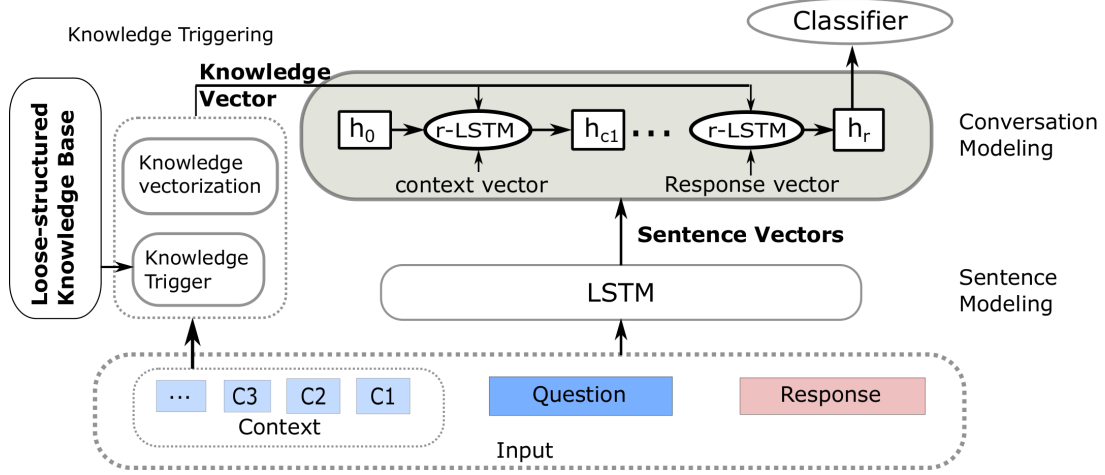 Classifier
Knowledge Triggering
Knowledge
Vector
Loose-structured
Knowledge Base
Knowledge
vectorization
Knowledge
Trigger
h0
r-LSTM
hc1
...
r-LSTM
hr
context vector
Response vector
Conversation
Modeling
Sentence Vectors
LSTM
Sentence
Modeling
...
C3
C2
C1
Context
Question
Response
Input